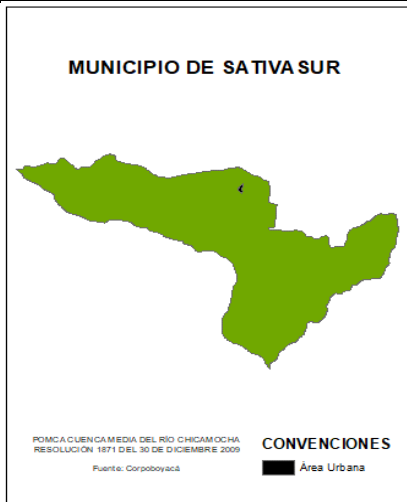 MUNICIPIO DE SATIVASUR
POMCA CUENCA MEDIA DEL RÍO CHICAMOCHA
RESOLUCIÓN 1871 DEL 30 DE DICIEMBRE 2009
Fuente: Corpoboyacá
CONVENCIONES
Área Urbana